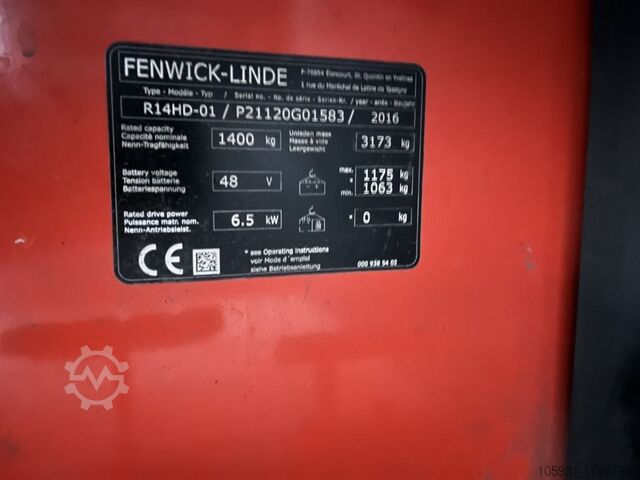 FENWICK-LINDE
F-78854 Elancourt, St. Quentin en Yvelines
1 rue du Maréchal de Lattre de Tassigny
Type - Modèle - Typ / Serial no. - No de série - Serien-Nr. / year - année - Baujahr
R14HD-01 / P21120G01583 / 2016
Rated capacity
Capacité nominale
Nenn-Tragfähigkeit
1400 kg
Unladen mass
Masse à vide
Leergewicht
3173 kg
Battery voltage
Tension batterie
Batteriespannung
48 V
max. * 1175 kg
min. * 1063 kg
Rated drive power
Puissance motr. nom.
Nenn-Antriebsleist.
6.5 kW
* 0 kg
CE
* see Operating instructions
voir Mode d'emploi
siehe Betriebsanleitung
000 938 54 02